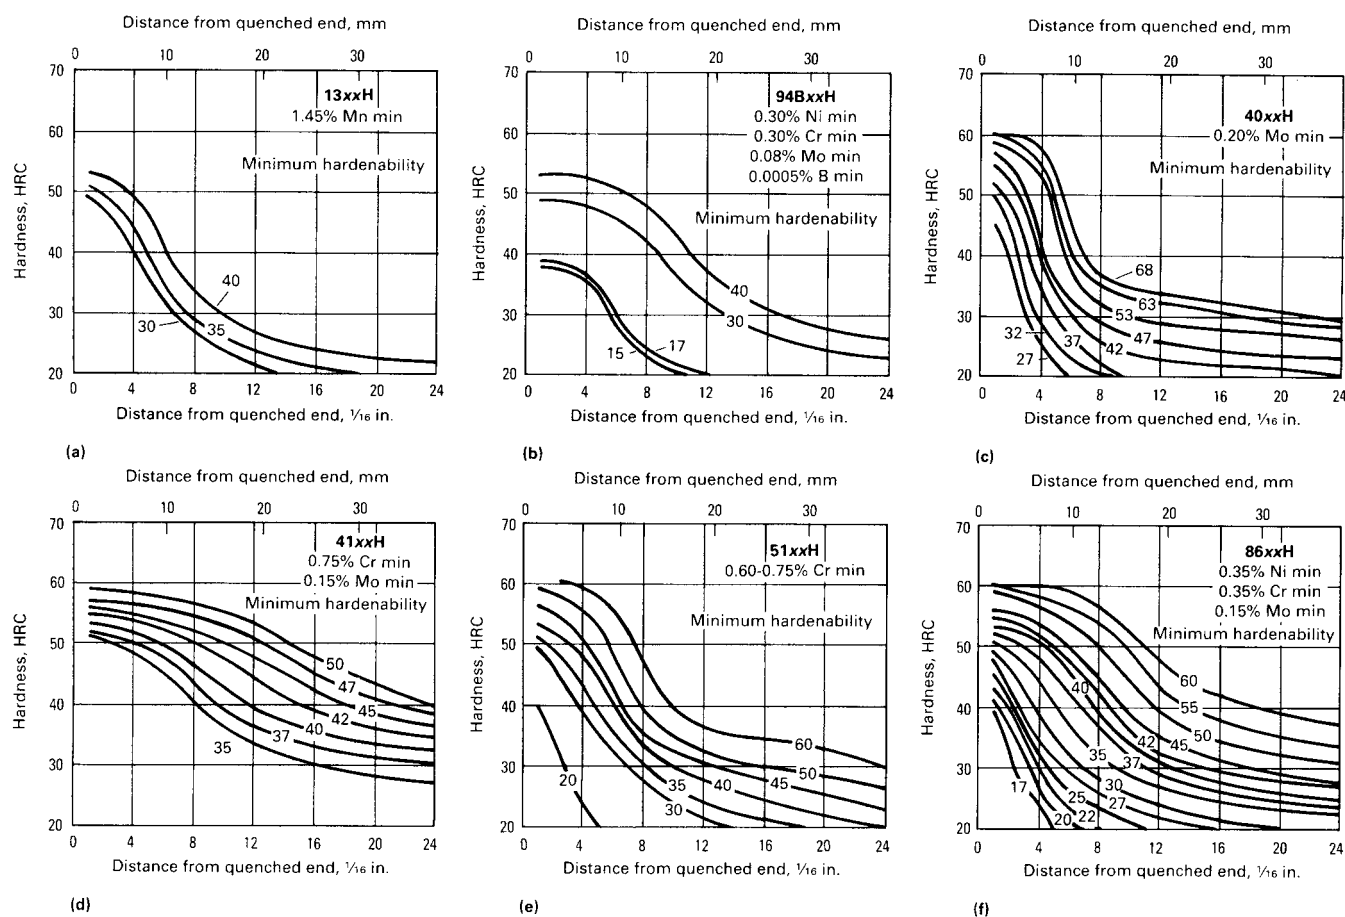 Distance from quenched end, mm
0 10 20 30
70
60
50
40
30
20
Hardness, HRC
13xxH
1.45% Mn min
Minimum hardenability
40
35
30
0 4 8 12 16 20 24
Distance from quenched end, 1/16 in.
(a)
Distance from quenched end, mm
0 10 20 30
70
60
50
40
30
20
Hardness, HRC
94BxxH
0.30% Ni min
0.30% Cr min
0.08% Mo min
0.0005% B min
Minimum hardenability
40
30
17
15
0 4 8 12 16 20 24
Distance from quenched end, 1/16 in.
(b)
Distance from quenched end, mm
0 10 20 30
70
60
50
40
30
20
Hardness, HRC
40xxH
0.20% Mo min
Minimum hardenability
68
63
53
47
42
37
32
27
0 4 8 12 16 20 24
Distance from quenched end, 1/16 in.
(c)
Distance from quenched end, mm
0 10 20 30
70
60
50
40
30
20
Hardness, HRC
41xxH
0.75% Cr min
0.15% Mo min
Minimum hardenability
50
47
45
42
40
37
35
0 4 8 12 16 20 24
Distance from quenched end, 1/16 in.
(d)
Distance from quenched end, mm
0 10 20 30
70
60
50
40
30
20
Hardness, HRC
51xxH
0.60-0.75% Cr min
Minimum hardenability
60
50
45
40
35
30
20
0 4 8 12 16 20 24
Distance from quenched end, 1/16 in.
(e)
Distance from quenched end, mm
0 10 20 30
70
60
50
40
30
20
Hardness, HRC
86xxH
0.35% Ni min
0.35% Cr min
0.15% Mo min
Minimum hardenability
60
55
50
45
42
40
37
35
30
27
25
22
20
17
0 4 8 12 16 20 24
Distance from quenched end, 1/16 in.
(f)